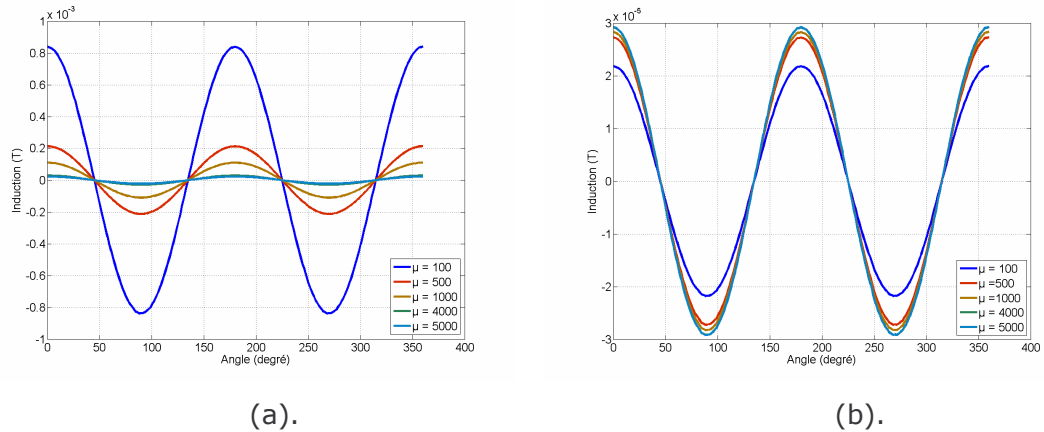 1 x 10⁻³
0.8
0.6
0.4
0.2
0
-0.2
-0.4
-0.6
-0.8
-1
Induction (T)
0 50 100 150 200 250 300 350 400
Angle (degré)
μ = 100
μ = 500
μ = 1000
μ = 4000
μ = 5000
(a).
3 x 10⁻⁵
2
1
0
-1
-2
-3
Induction (T)
0 50 100 150 200 250 300 350 400
Angle (degré)
μ = 100
μ =500
μ =1000
μ = 4000
μ = 5000
(b).